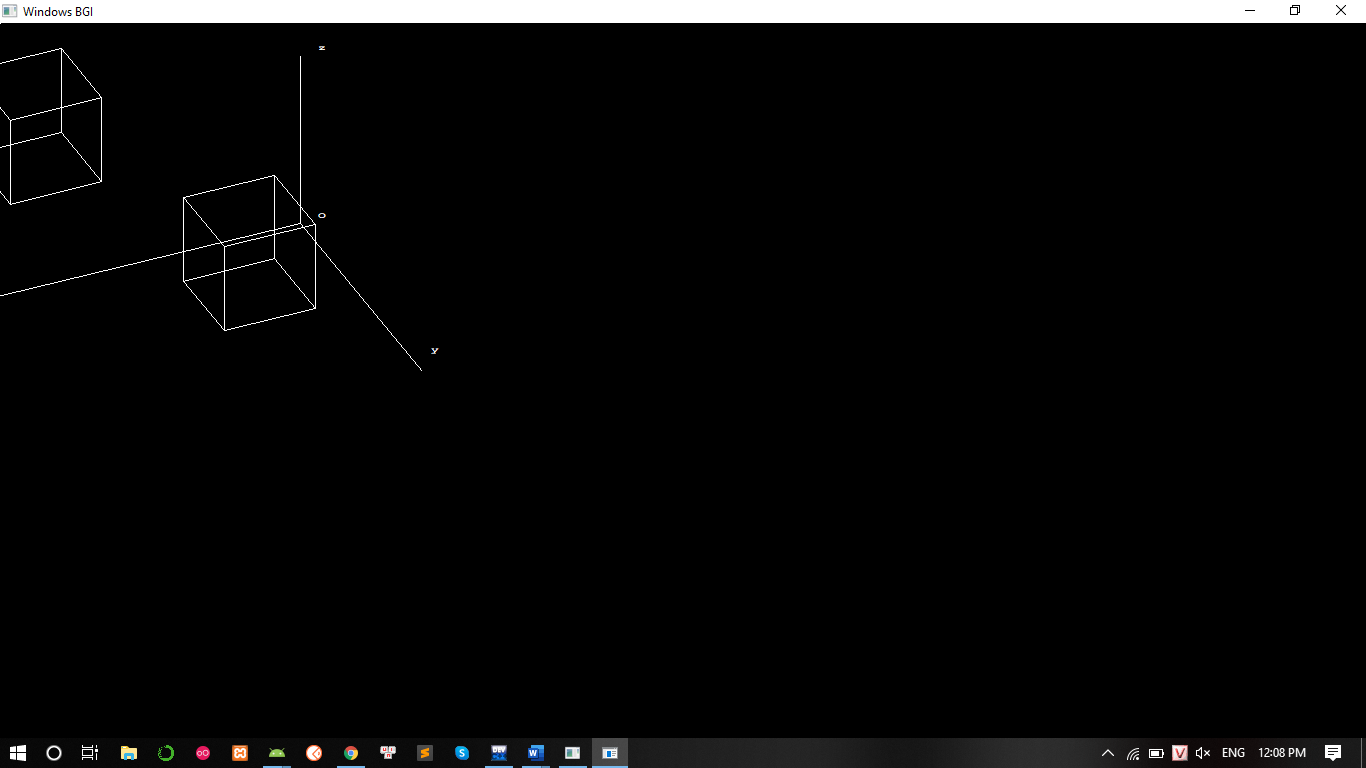 Windows BGI
z
O
y
ENG
12:08 PM